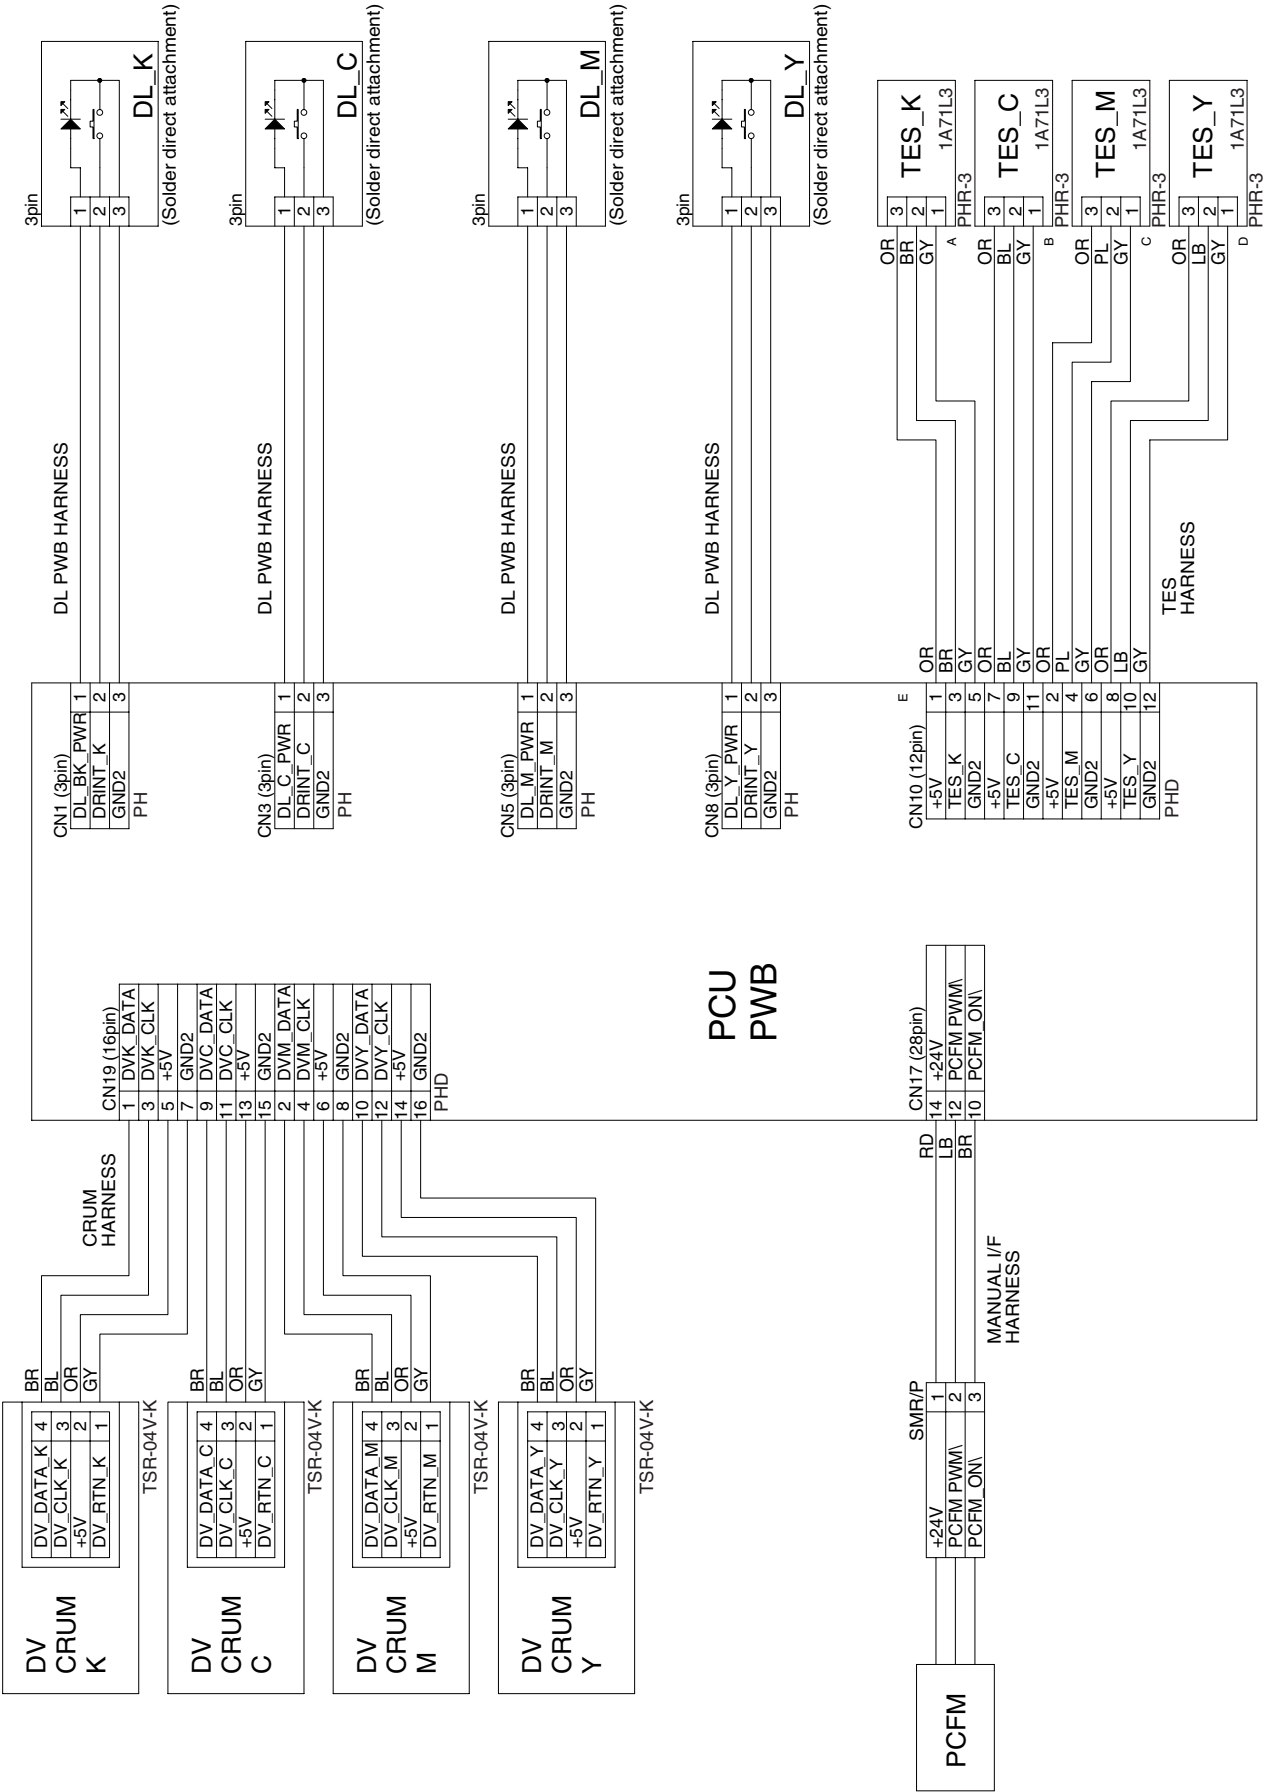 3pin
1
2
3
DL_K
(Solder direct attachment)
DL PWB HARNESS
CN1 (3pin)
DL_BK_PWR 1
DRINT_K 2
GND2 3
PH
3pin
1
2
3
DL_C
(Solder direct attachment)
DL PWB HARNESS
CN3 (3pin)
DL_C_PWR 1
DRINT_C 2
GND2 3
PH
3pin
1
2
3
DL_M
(Solder direct attachment)
DL PWB HARNESS
CN5 (3pin)
DL_M_PWR 1
DRINT_M 2
GND2 3
PH
3pin
1
2
3
DL_Y
(Solder direct attachment)
DL PWB HARNESS
CN8 (3pin)
DL_Y_PWR 1
DRINT_Y 2
GND2 3
PH
OR 3
BR 2
GY 1
A
TES_K
1A71L3
PHR-3
OR 3
BL 2
GY 1
B
TES_C
1A71L3
PHR-3
OR 3
PL 2
GY 1
C
TES_M
1A71L3
PHR-3
OR 3
LB 2
GY 1
D
TES_Y
1A71L3
PHR-3
TES
HARNESS
E
CN10 (12pin)
+5V 1 OR
TES_K 3 BR
GND2 5 GY
+5V 7 OR
TES_C 9 BL
GND2 11 GY
+5V 2 OR
TES_M 4 PL
GND2 6 GY
+5V 8 OR
TES_Y 10 LB
GND2 12 GY
PHD
PCU
PWB
CN19 (16pin)
1 DVK_DATA
3 DVK_CLK
5 +5V
7 GND2
9 DVC_DATA
11 DVC_CLK
13 +5V
15 GND2
2 DVM_DATA
4 DVM_CLK
6 +5V
8 GND2
10 DVY_DATA
12 DVY_CLK
14 +5V
16 GND2
PHD
CRUM
HARNESS
DV
CRUM
K
DV_DATA_K 4 BR
DV_CLK_K 3 BL
+5V 2 OR
DV_RTN_K 1 GY
TSR-04V-K
DV
CRUM
C
DV_DATA_C 4 BR
DV_CLK_C 3 BL
+5V 2 OR
DV_RTN_C 1 GY
TSR-04V-K
DV
CRUM
M
DV_DATA_M 4 BR
DV_CLK_M 3 BL
+5V 2 OR
DV_RTN_M 1 GY
TSR-04V-K
DV
CRUM
Y
DV_DATA_Y 4 BR
DV_CLK_Y 3 BL
+5V 2 OR
DV_RTN_Y 1 GY
TSR-04V-K
CN17 (28pin)
RD 14 +24V
LB 12 PCFM PWM\
BR 10 PCFM_ON\
MANUAL I/F
HARNESS
SMR/P
+24V 1
PCFM PWM\ 2
PCFM_ON\ 3
PCFM